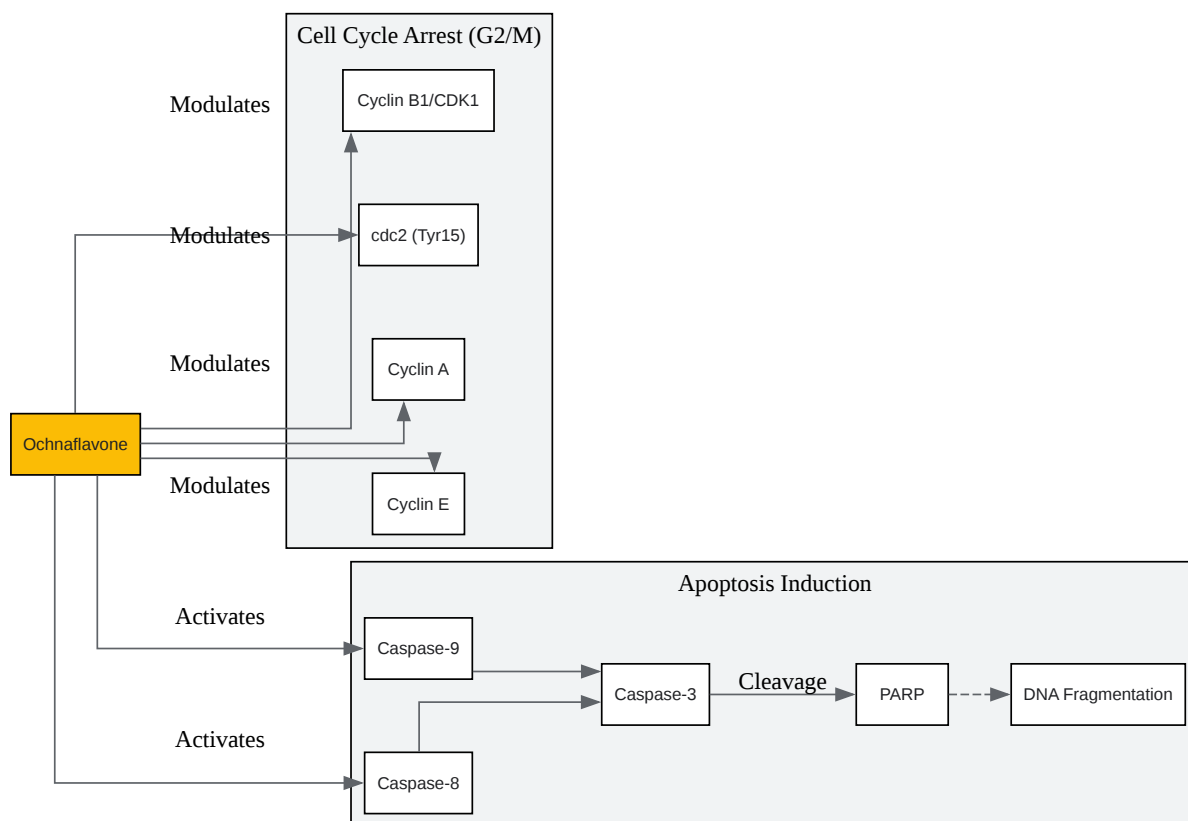 Cell Cycle Arrest (G2/M)
Modulates
Cyclin B1/CDK1
Modulates
cdc2 (Tyr15)
Modulates
Cyclin A
Ochnaflavone
Modulates
Cyclin E
Apoptosis Induction
Activates
Caspase-9
Caspase-3
Cleavage
PARP
DNA Fragmentation
Activates
Caspase-8